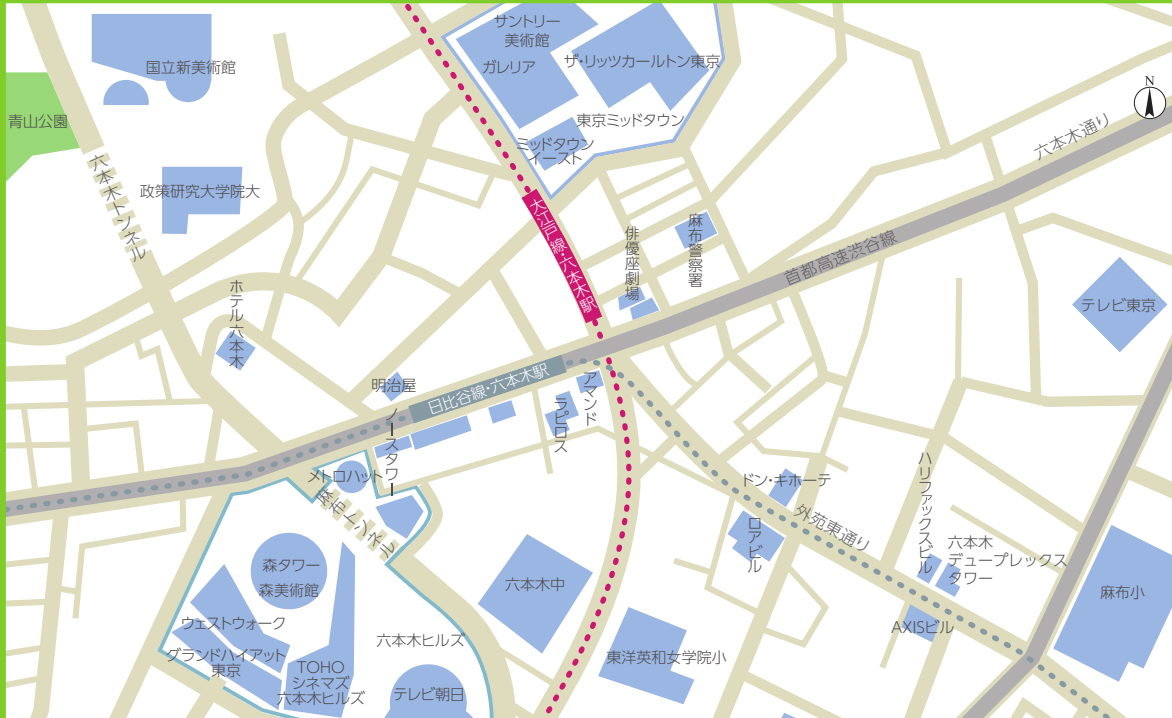 サントリー
美術館
国立新美術館
ガレリア
ザ・リッツカールトン東京
N
青山公園
東京ミッドタウン
六本木通り
ミッドタウン
イースト
六本木トンネル
政策研究大学院大
大江戸線・六本木駅
俳優座劇場
麻布警察署
首都高速渋谷線
ホテル六本木
テレビ東京
明治屋
日比谷線・六本木駅
アマンド
ラピロス
ノースタワー
メトロハット
麻布トンネル
ドン・キホーテ
ハリファックスビル
外苑東通り
ロアビル
六本木
デュープレックス
タワー
森タワー
森美術館
六本木中
麻布小
ウェストウォーク
AXISビル
六本木ヒルズ
グランドハイアット
東京
東洋英和女学院小
TOHO
シネマズ
六本木ヒルズ
テレビ朝日